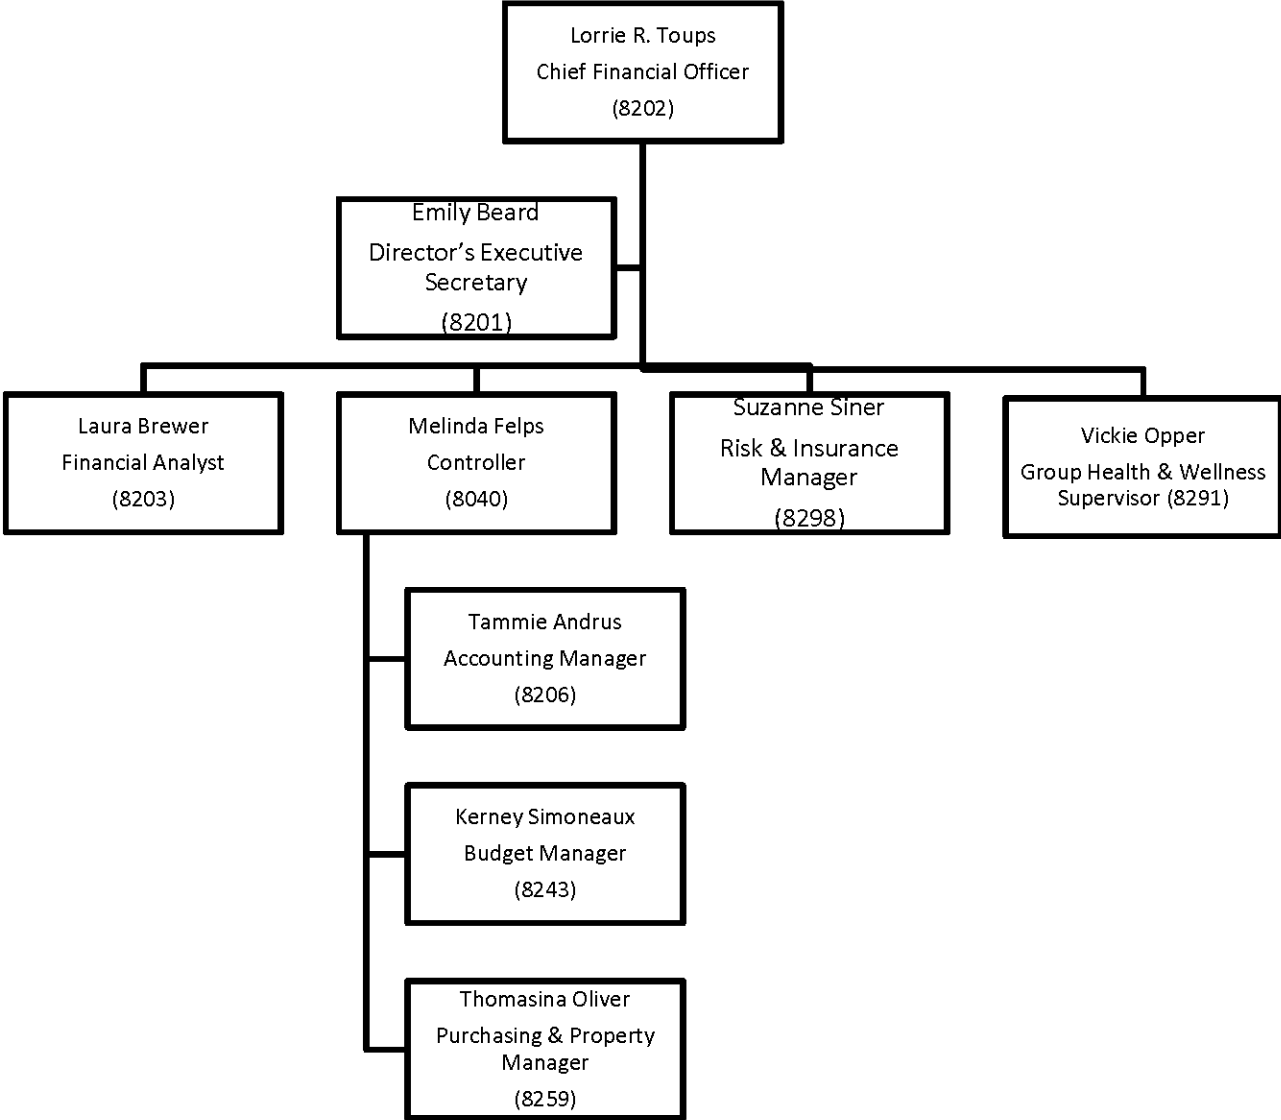 Lorrie R. Toups
Chief Financial Officer
(8202)
Emily Beard
Director’s Executive
Secretary
(8201)
Laura Brewer
Financial Analyst
(8203)
Melinda Felps
Controller
(8040)
Suzanne Siner
Risk & Insurance
Manager
(8298)
Vickie Opper
Group Health & Wellness
Supervisor (8291)
Tammie Andrus
Accounting Manager
(8206)
Kerney Simoneaux
Budget Manager
(8243)
Thomasina Oliver
Purchasing & Property
Manager
(8259)